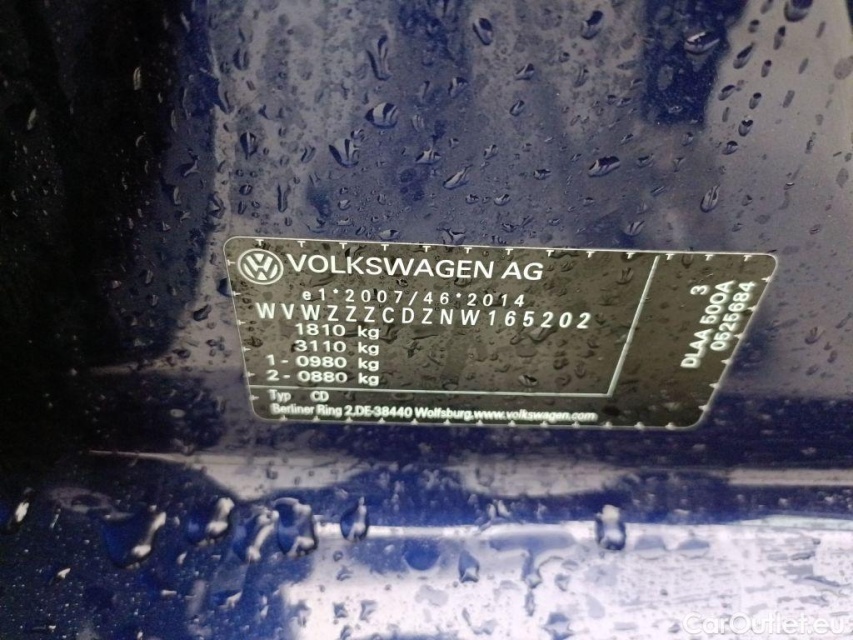 VOLKSWAGEN AG
e1*2007/46*2014
WVWZZZCDZNW165202
1810 kg
3110 kg
1- 0980 kg
2- 0880 kg
Typ CD
Berliner Ring 2,DE-38440 Wolfsburg.www.volkswagen.com
3
DLAA 500A
0525684
CarOutlet.eu